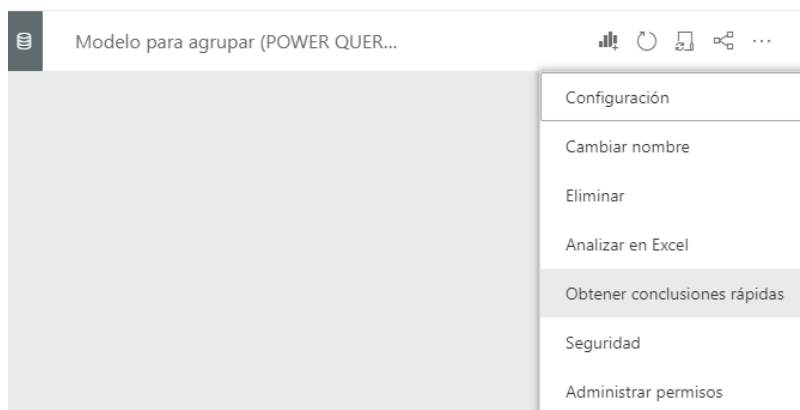 Modelo para agrupar (POWER QUER...
Configuración
Cambiar nombre
Eliminar
Analizar en Excel
Obtener conclusiones rápidas
Seguridad
Administrar permisos